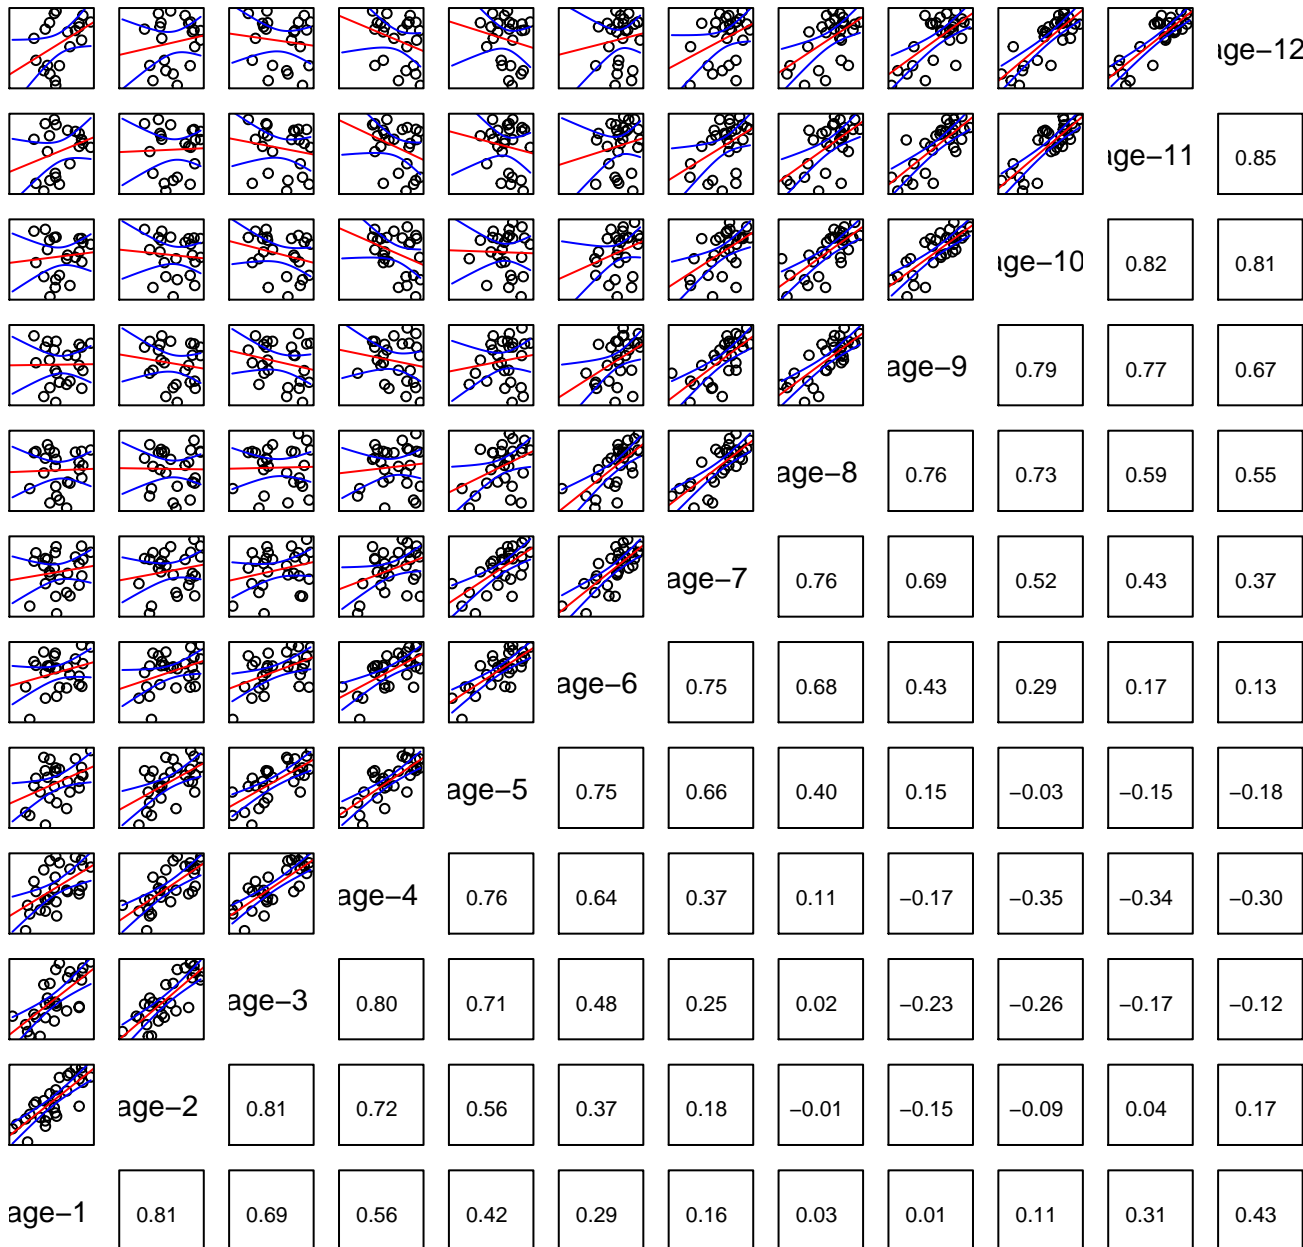 age−12
age−11 0.85
age−10 0.82 0.81
age−9 0.79 0.77 0.67
age−8 0.76 0.73 0.59 0.55
age−7 0.76 0.69 0.52 0.43 0.37
age−6 0.75 0.68 0.43 0.29 0.17 0.13
age−5 0.75 0.66 0.40 0.15 −0.03 −0.15 −0.18
age−4 0.76 0.64 0.37 0.11 −0.17 −0.35 −0.34 −0.30
age−3 0.80 0.71 0.48 0.25 0.02 −0.23 −0.26 −0.17 −0.12
age−2 0.81 0.72 0.56 0.37 0.18 −0.01 −0.15 −0.09 0.04 0.17
age−1 0.81 0.69 0.56 0.42 0.29 0.16 0.03 0.01 0.11 0.31 0.43